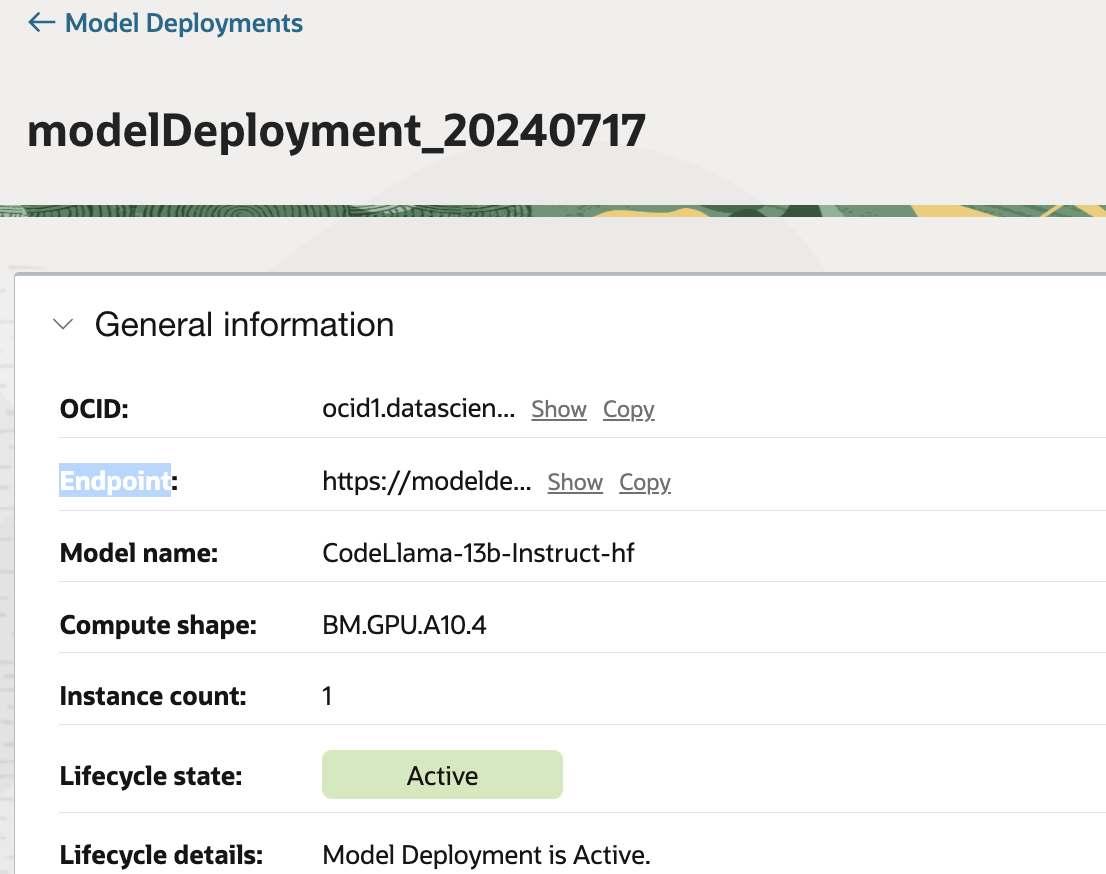 ← Model Deployments
modelDeployment_20240717
General information
OCID: ocid1.datascien... Show Copy
Endpoint: https://modelde... Show Copy
Model name: CodeLlama-13b-Instruct-hf
Compute shape: BM.GPU.A10.4
Instance count: 1
Lifecycle state: Active
Lifecycle details: Model Deployment is Active.